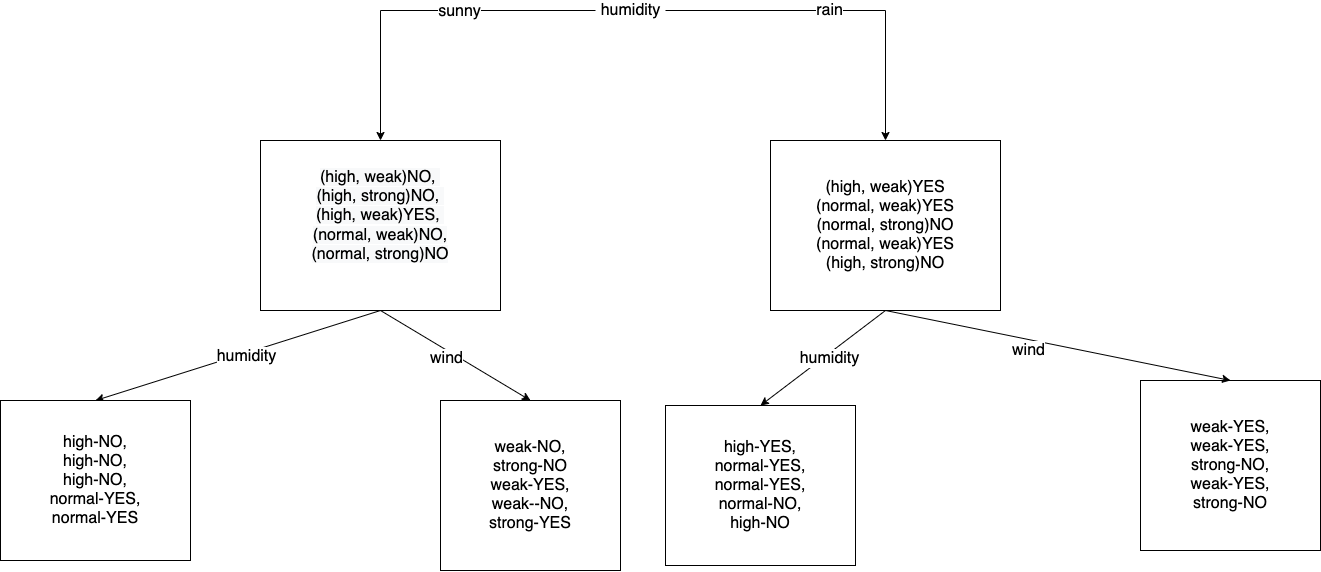 sunny humidity rain
(high, weak)NO,
(high, strong)NO,
(high, weak)YES,
(normal, weak)NO,
(normal, strong)NO
(high, weak)YES
(normal, weak)YES
(normal, strong)NO
(normal, weak)YES
(high, strong)NO
humidity
wind
humidity
wind
high-NO,
high-NO,
high-NO,
normal-YES,
normal-YES
weak-NO,
strong-NO
weak-YES,
weak--NO,
strong-YES
high-YES,
normal-YES,
normal-YES,
normal-NO,
high-NO
weak-YES,
weak-YES,
strong-NO,
weak-YES,
strong-NO